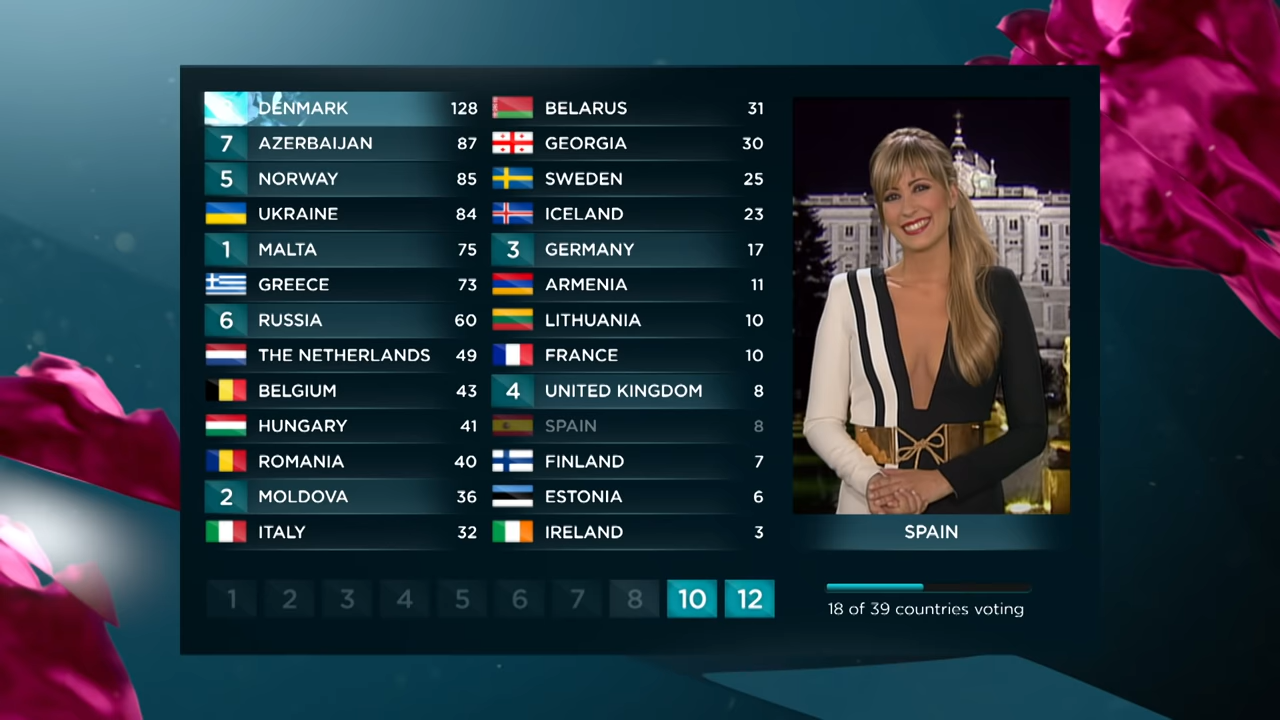 DENMARK 128
7 AZERBAIJAN 87
5 NORWAY 85
UKRAINE 84
1 MALTA 75
GREECE 73
6 RUSSIA 60
THE NETHERLANDS 49
BELGIUM 43
HUNGARY 41
ROMANIA 40
2 MOLDOVA 36
ITALY 32
BELARUS 31
GEORGIA 30
SWEDEN 25
ICELAND 23
3 GERMANY 17
ARMENIA 11
LITHUANIA 10
FRANCE 10
4 UNITED KINGDOM 8
SPAIN 8
FINLAND 7
ESTONIA 6
IRELAND 3
SPAIN
1 2 3 4 5 6 7 8 10 12
18 of 39 countries voting